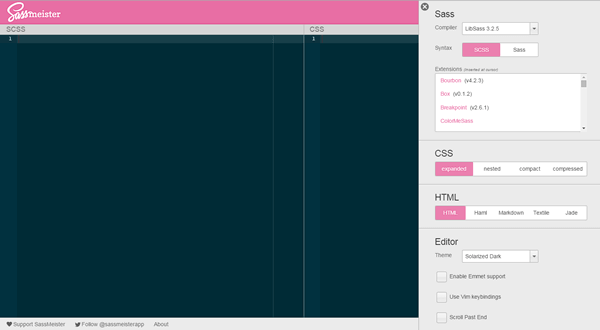 Sassmeister
SCSS
CSS
1
1
Sass
Compiler
LibSass 3.2.5
Syntax
SCSS
Sass
Extensions (inserted at cursor)
Bourbon (v4.2.3)
Box (v0.1.2)
Breakpoint (v2.6.1)
ColorMeSass
CSS
expanded
nested
compact
compressed
HTML
HTML
Haml
Markdown
Textile
Jade
Editor
Theme
Solarized Dark
Enable Emmet support
Use Vim keybindings
Scroll Past End
Support SassMeister
Follow @sassmeisterapp
About